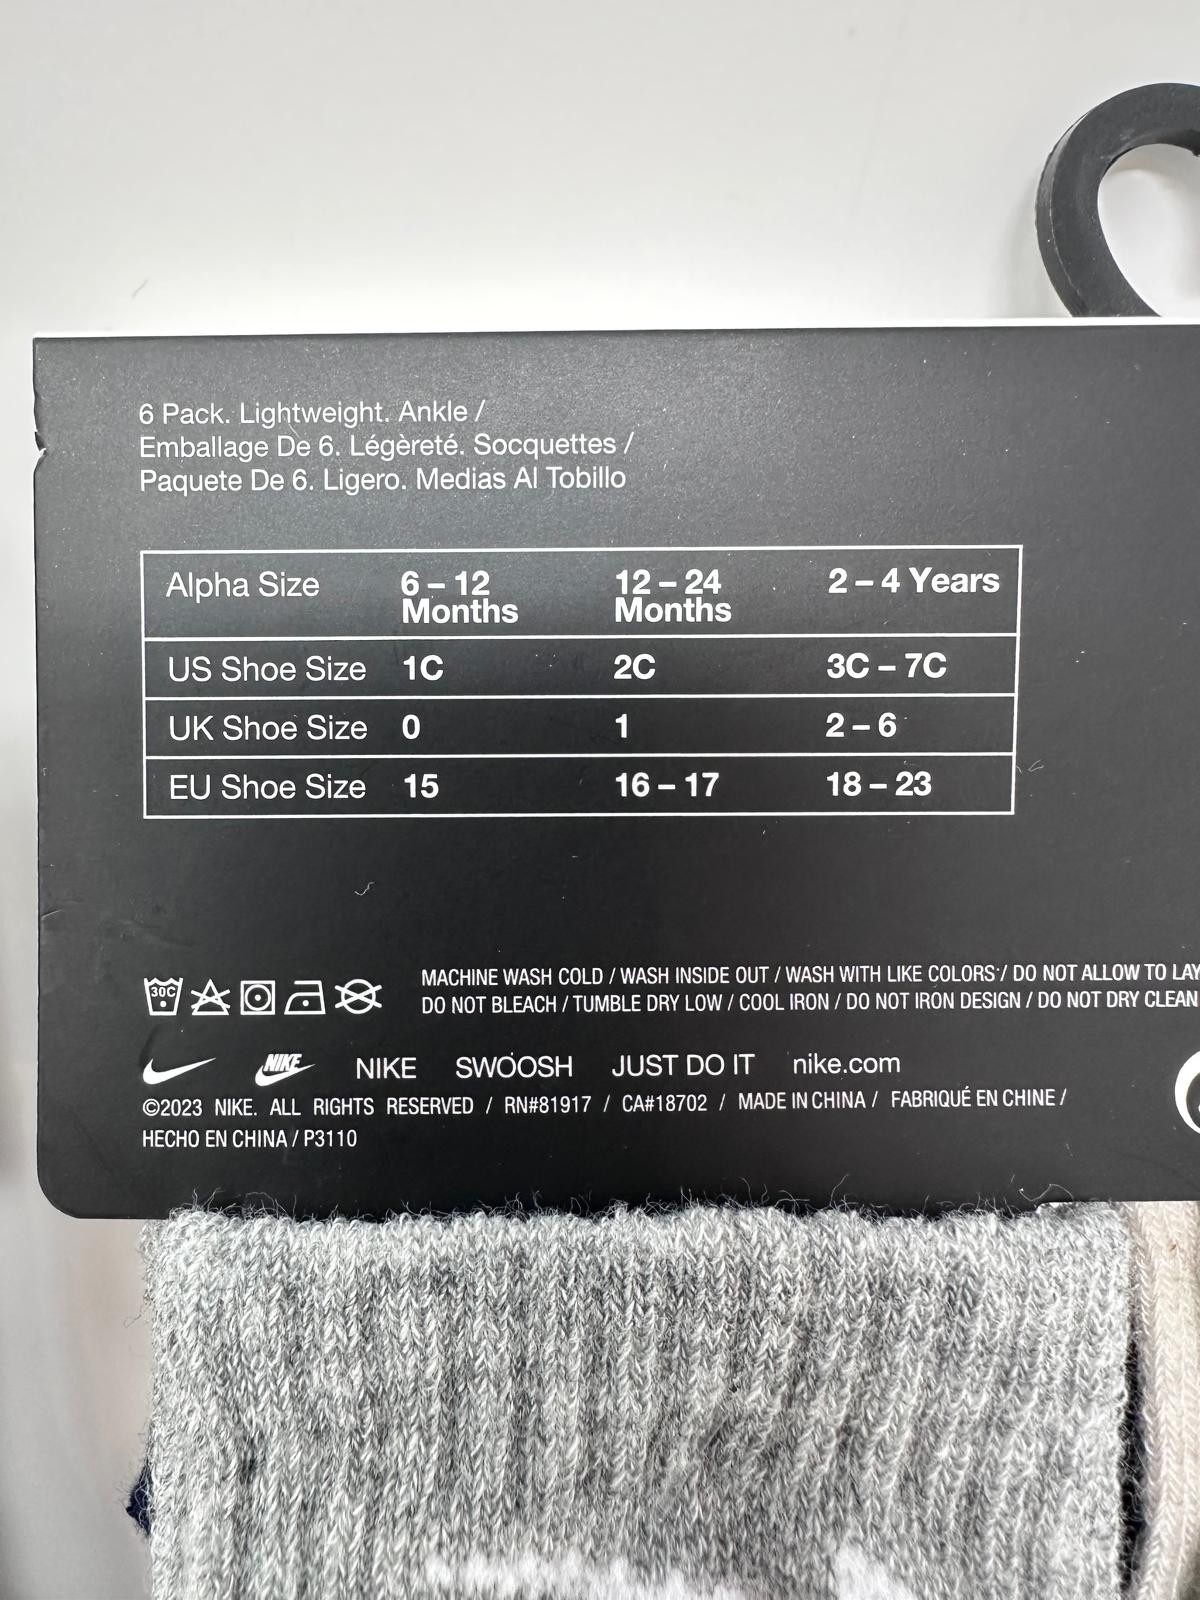 6 Pack. Lightweight. Ankle /
Emballage De 6. Légèreté. Socquettes /
Paquete De 6. Ligero. Medias Al Tobillo
Alpha Size 6 – 12 Months 12 – 24 Months 2 – 4 Years
US Shoe Size 1C 2C 3C – 7C
UK Shoe Size 0 1 2 – 6
EU Shoe Size 15 16 – 17 18 – 23
30C
MACHINE WASH COLD / WASH INSIDE OUT / WASH WITH LIKE COLORS / DO NOT ALLOW TO LAY
DO NOT BLEACH / TUMBLE DRY LOW / COOL IRON / DO NOT IRON DESIGN / DO NOT DRY CLEAN
NIKE NIKE SWOOSH JUST DO IT nike.com
©2023 NIKE. ALL RIGHTS RESERVED / RN#81917 / CA#18702 / MADE IN CHINA / FABRIQUÉ EN CHINE /
HECHO EN CHINA / P3110